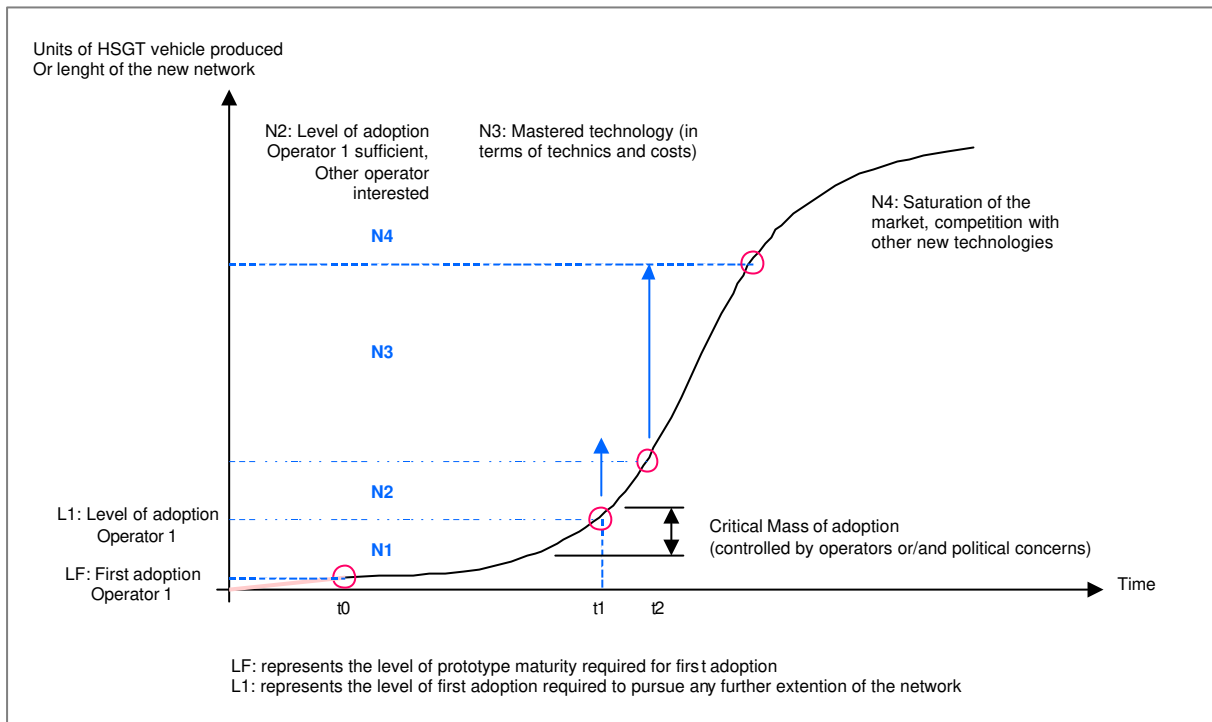 Units of HSGT vehicle produced
Or lenght of the new network
N2: Level of adoption
Operator 1 sufficient,
Other operator
interested
N3: Mastered technology (in
terms of technics and costs)
N4: Saturation of the
market, competition with
other new technologies
N4
N3
N2
L1: Level of adoption
Operator 1
N1
Critical Mass of adoption
(controlled by operators or/and political concerns)
LF: First adoption
Operator 1
Time
t0
t1
t2
LF: represents the level of prototype maturity required for first adoption
L1: represents the level of first adoption required to pursue any further extention of the network